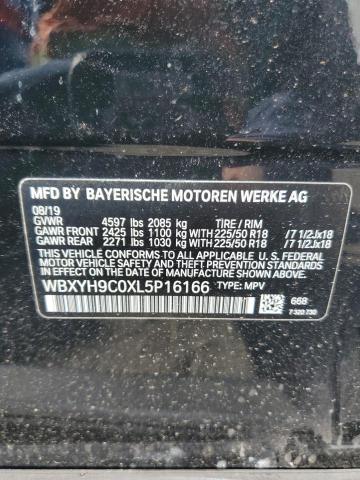 MFD BY BAYERISCHE MOTOREN WERKE AG
08/19
GVWR 4597 lbs 2085 kg TIRE / RIM
GAWR FRONT 2425 lbs 1100 kg WITH 225/50 R18 /7 1/2Jx18
GAWR REAR 2271 lbs 1030 kg WITH 225/50 R18 /7 1/2Jx18
THIS VEHICLE CONFORMS TO ALL APPLICABLE
U. S. FEDERAL MOTOR VEHICLE SAFETY STANDARDS
IN EFFECT ON THE DATE OF MANUFACTURE SHOWN ABOVE.
WBXYH9C0XL5P16166 TYPE: MPV
668
7 320 730